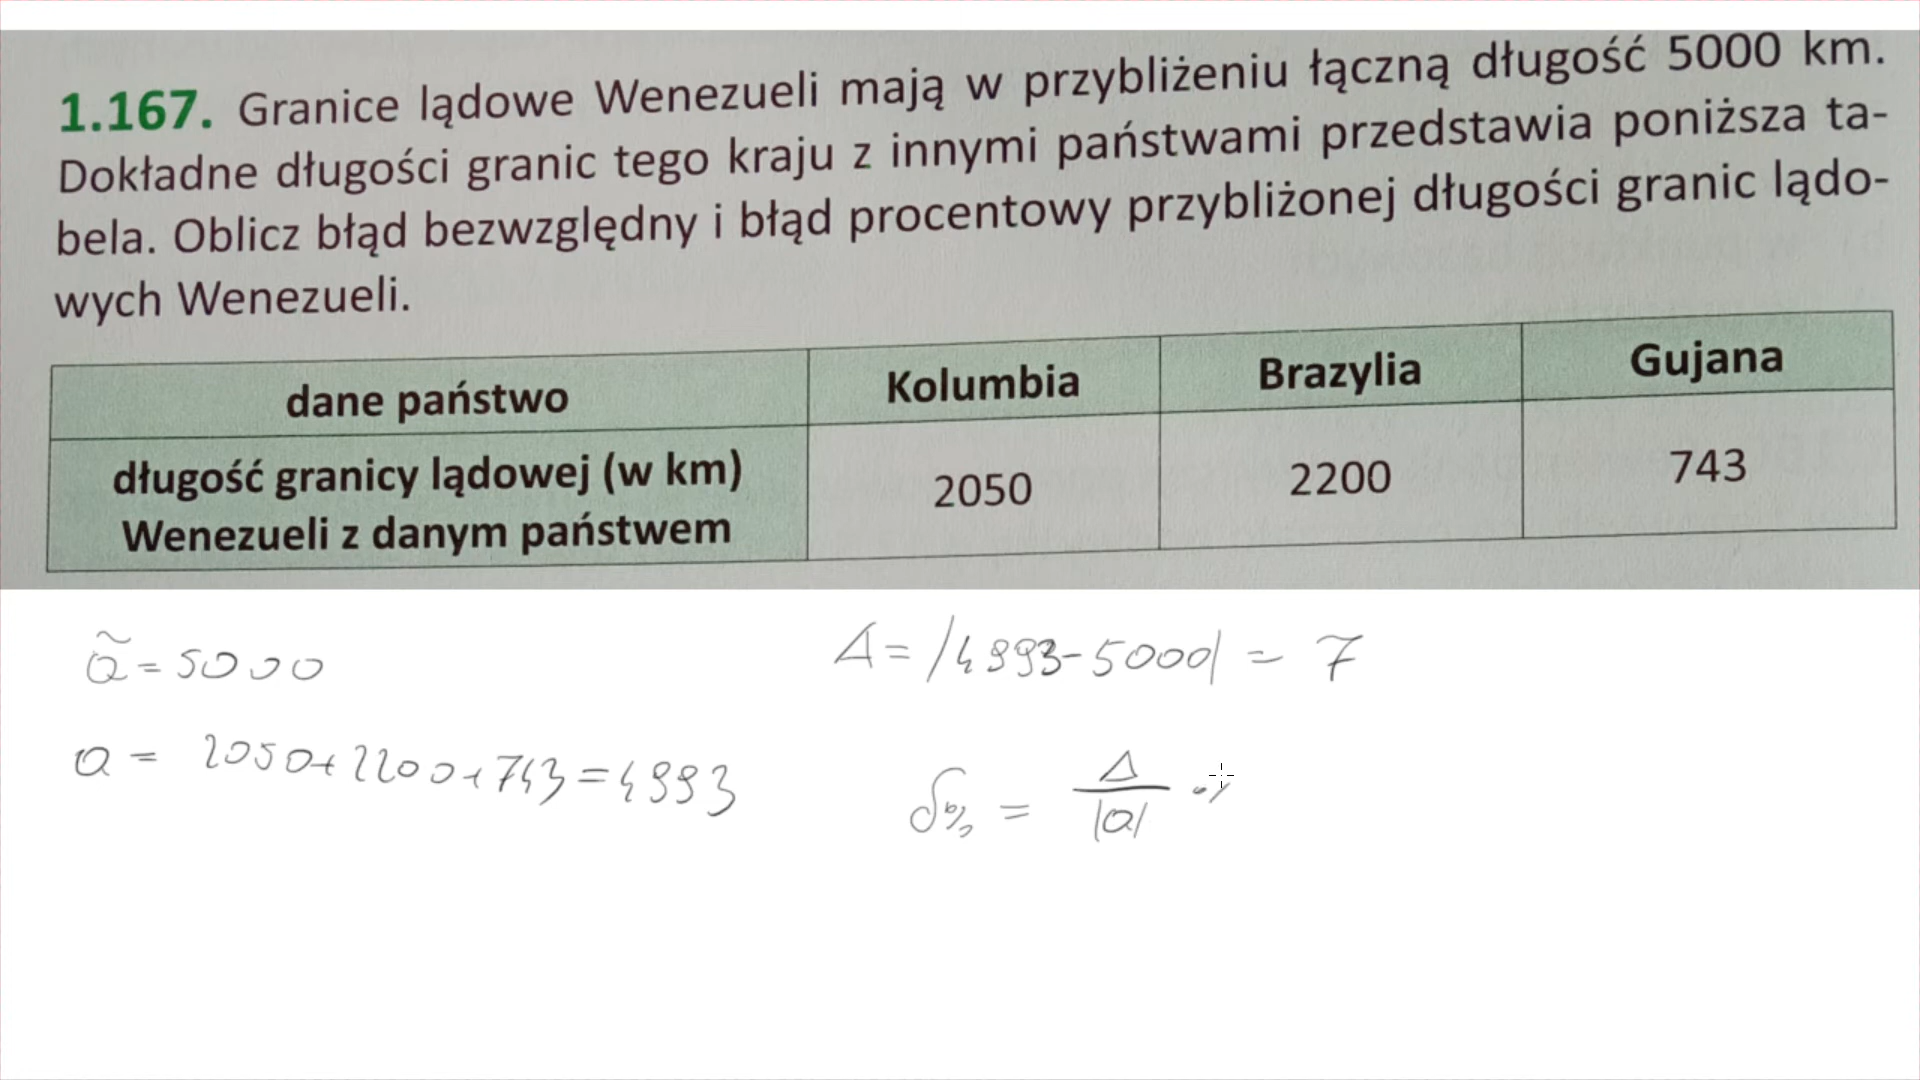 1.167. Granice lądowe Wenezueli mają w przybliżeniu łączną długość 5000 km.
Dokładne długości granic tego kraju z innymi państwami przedstawia poniższa ta-
bela. Oblicz błąd bezwzględny i błąd procentowy przybliżonej długości granic lądo-
wych Wenezueli.
dane państwo Kolumbia Brazylia Gujana
długość granicy lądowej (w km)
Wenezueli z danym państwem 2050 2200 743
ã = 5000
Δ = |4993-5000| = 7
a = 2050+2200+743=4993
δ% = Δ/|a| ·